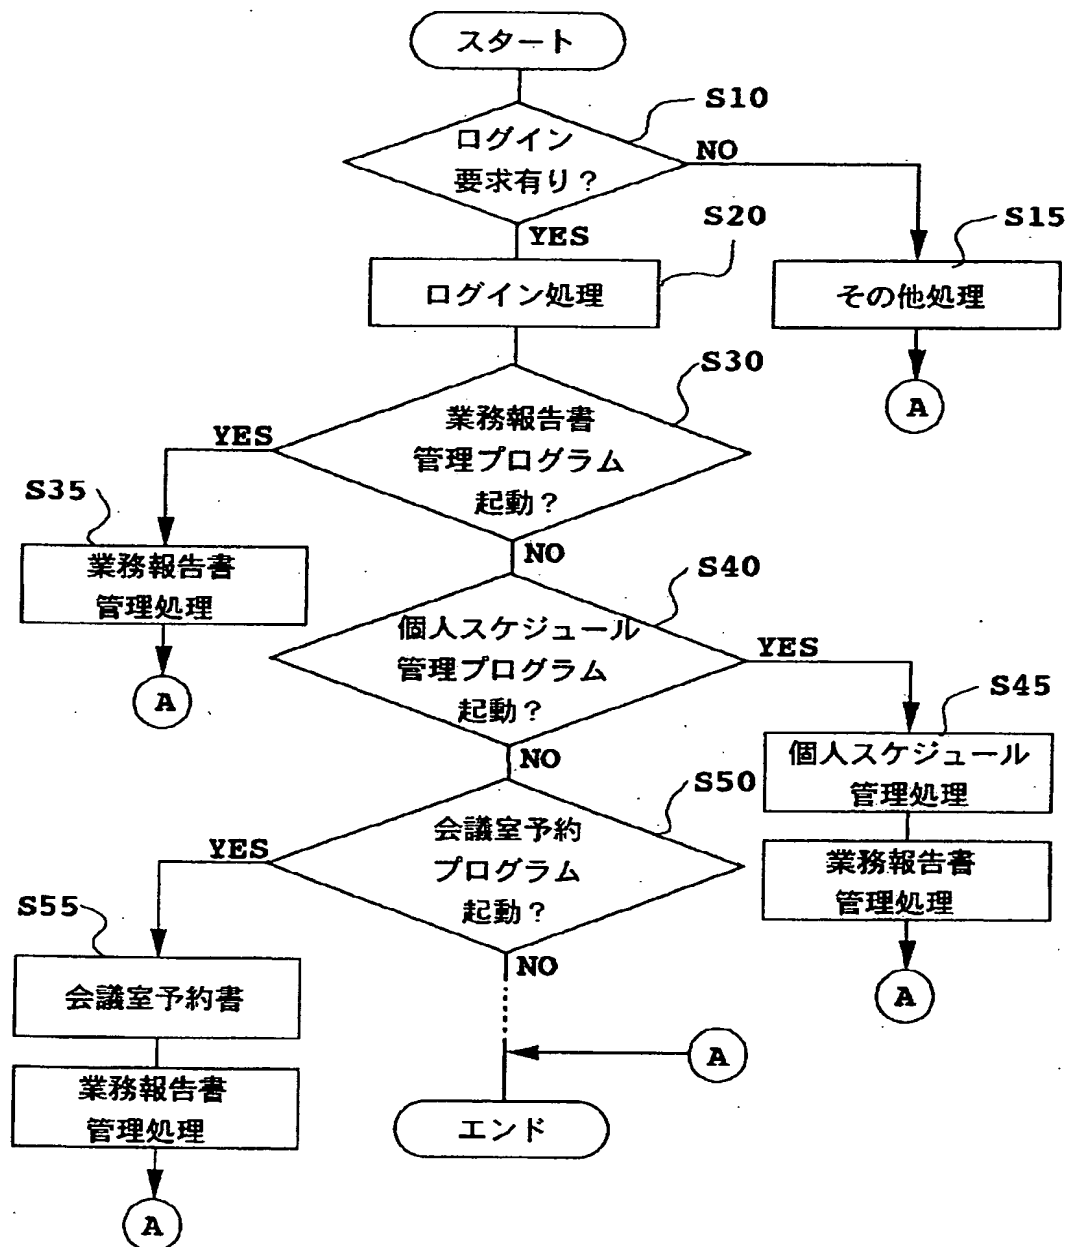 スタート
S10
ログイン
要求有り?
NO
YES
S20
S15
ログイン処理
その他処理
A
S30
業務報告書
管理プログラム
起動?
YES
NO
S35
業務報告書
管理処理
A
S40
個人スケジュール
管理プログラム
起動?
YES
NO
S45
個人スケジュール
管理処理
業務報告書
管理処理
A
S50
会議室予約
プログラム
起動?
YES
NO
S55
会議室予約書
業務報告書
管理処理
A
A
エンド